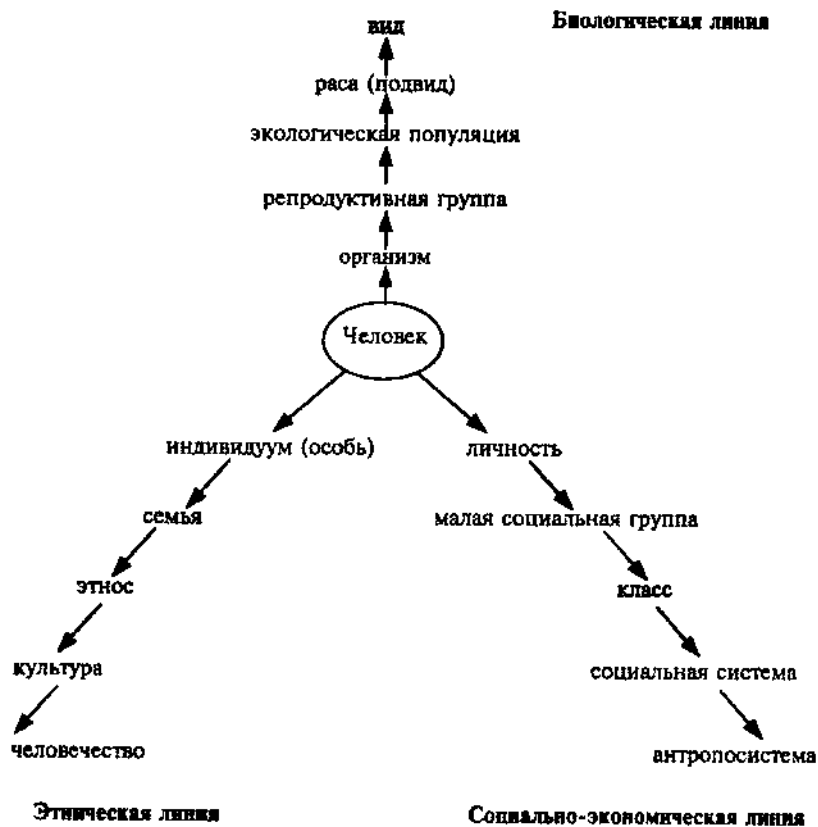 вид
Биологическая линия
раса (подвид)
экологическая популяция
репродуктивная группа
организм
Человек
индивидуум (особь)
личность
семья
малая социальная группа
этнос
класс
культура
социальная система
человечество
антропосистема
Этническая линия
Социально-экономическая линия